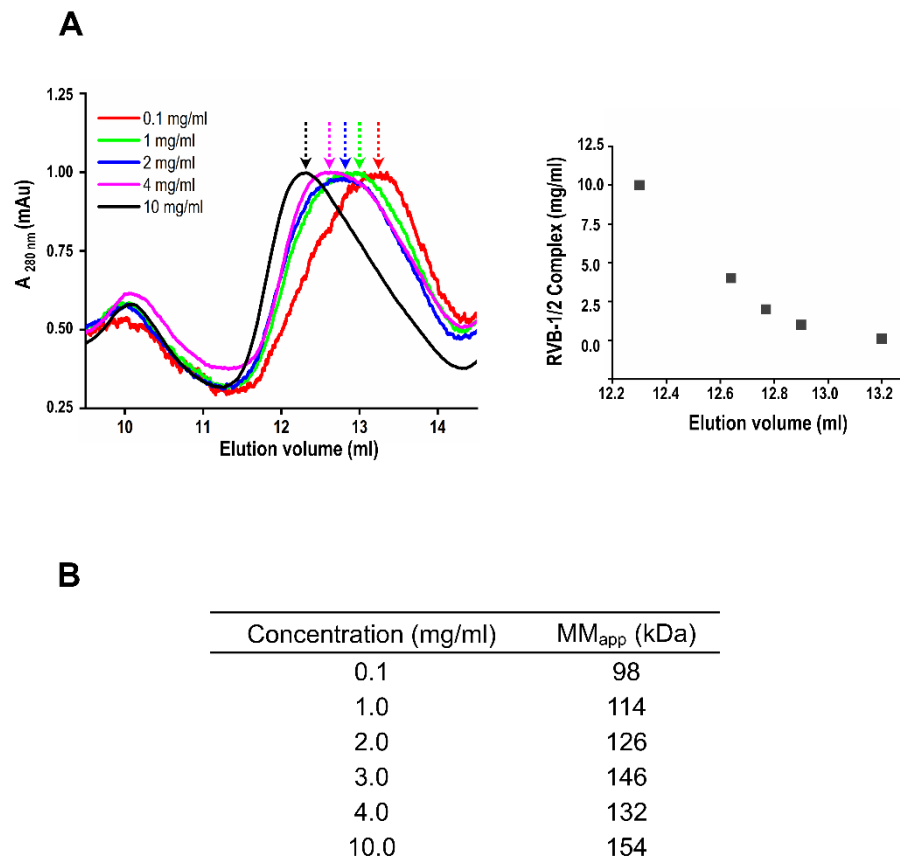 A
1.25
1.00
0.75
0.50
0.25
A 280 nm (mAu)
0.1 mg/ml
1 mg/ml
2 mg/ml
4 mg/ml
10 mg/ml
10 11 12 13 14
Elution volume (ml)
12.5
10.0
7.5
5.0
2.5
0.0
RVB-1/2 Complex (mg/ml)
12.2 12.4 12.6 12.8 13.0 13.2
Elution volume (ml)
B
Concentration (mg/ml) MMapp (kDa)
0.1 98
1.0 114
2.0 126
3.0 146
4.0 132
10.0 154